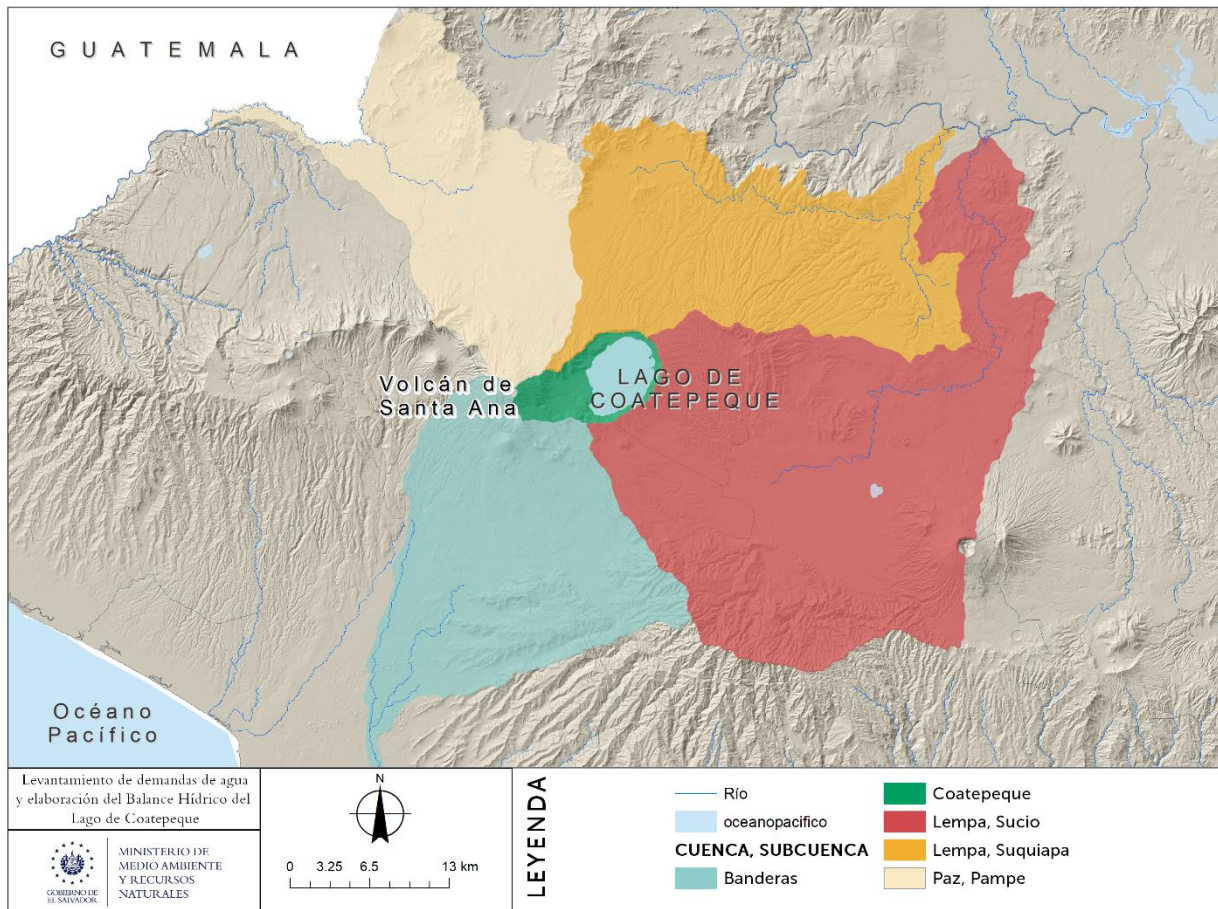 GUATEMALA
Volcán de
Santa Ana
LAGO DE
COATEPEQUE
Océano
Pacífico
Levantamiento de demandas de agua
y elaboración del Balance Hídrico del
Lago de Coatepeque
GOBIERNO DE
EL SALVADOR
MINISTERIO DE
MEDIO AMBIENTE
Y RECURSOS
NATURALES
N
0 3.25 6.5 13 km
LEYENDA
Río
oceanopacifico
CUENCA, SUBCUENCA
Banderas
Coatepeque
Lempa, Sucio
Lempa, Suquiapa
Paz, Pampe